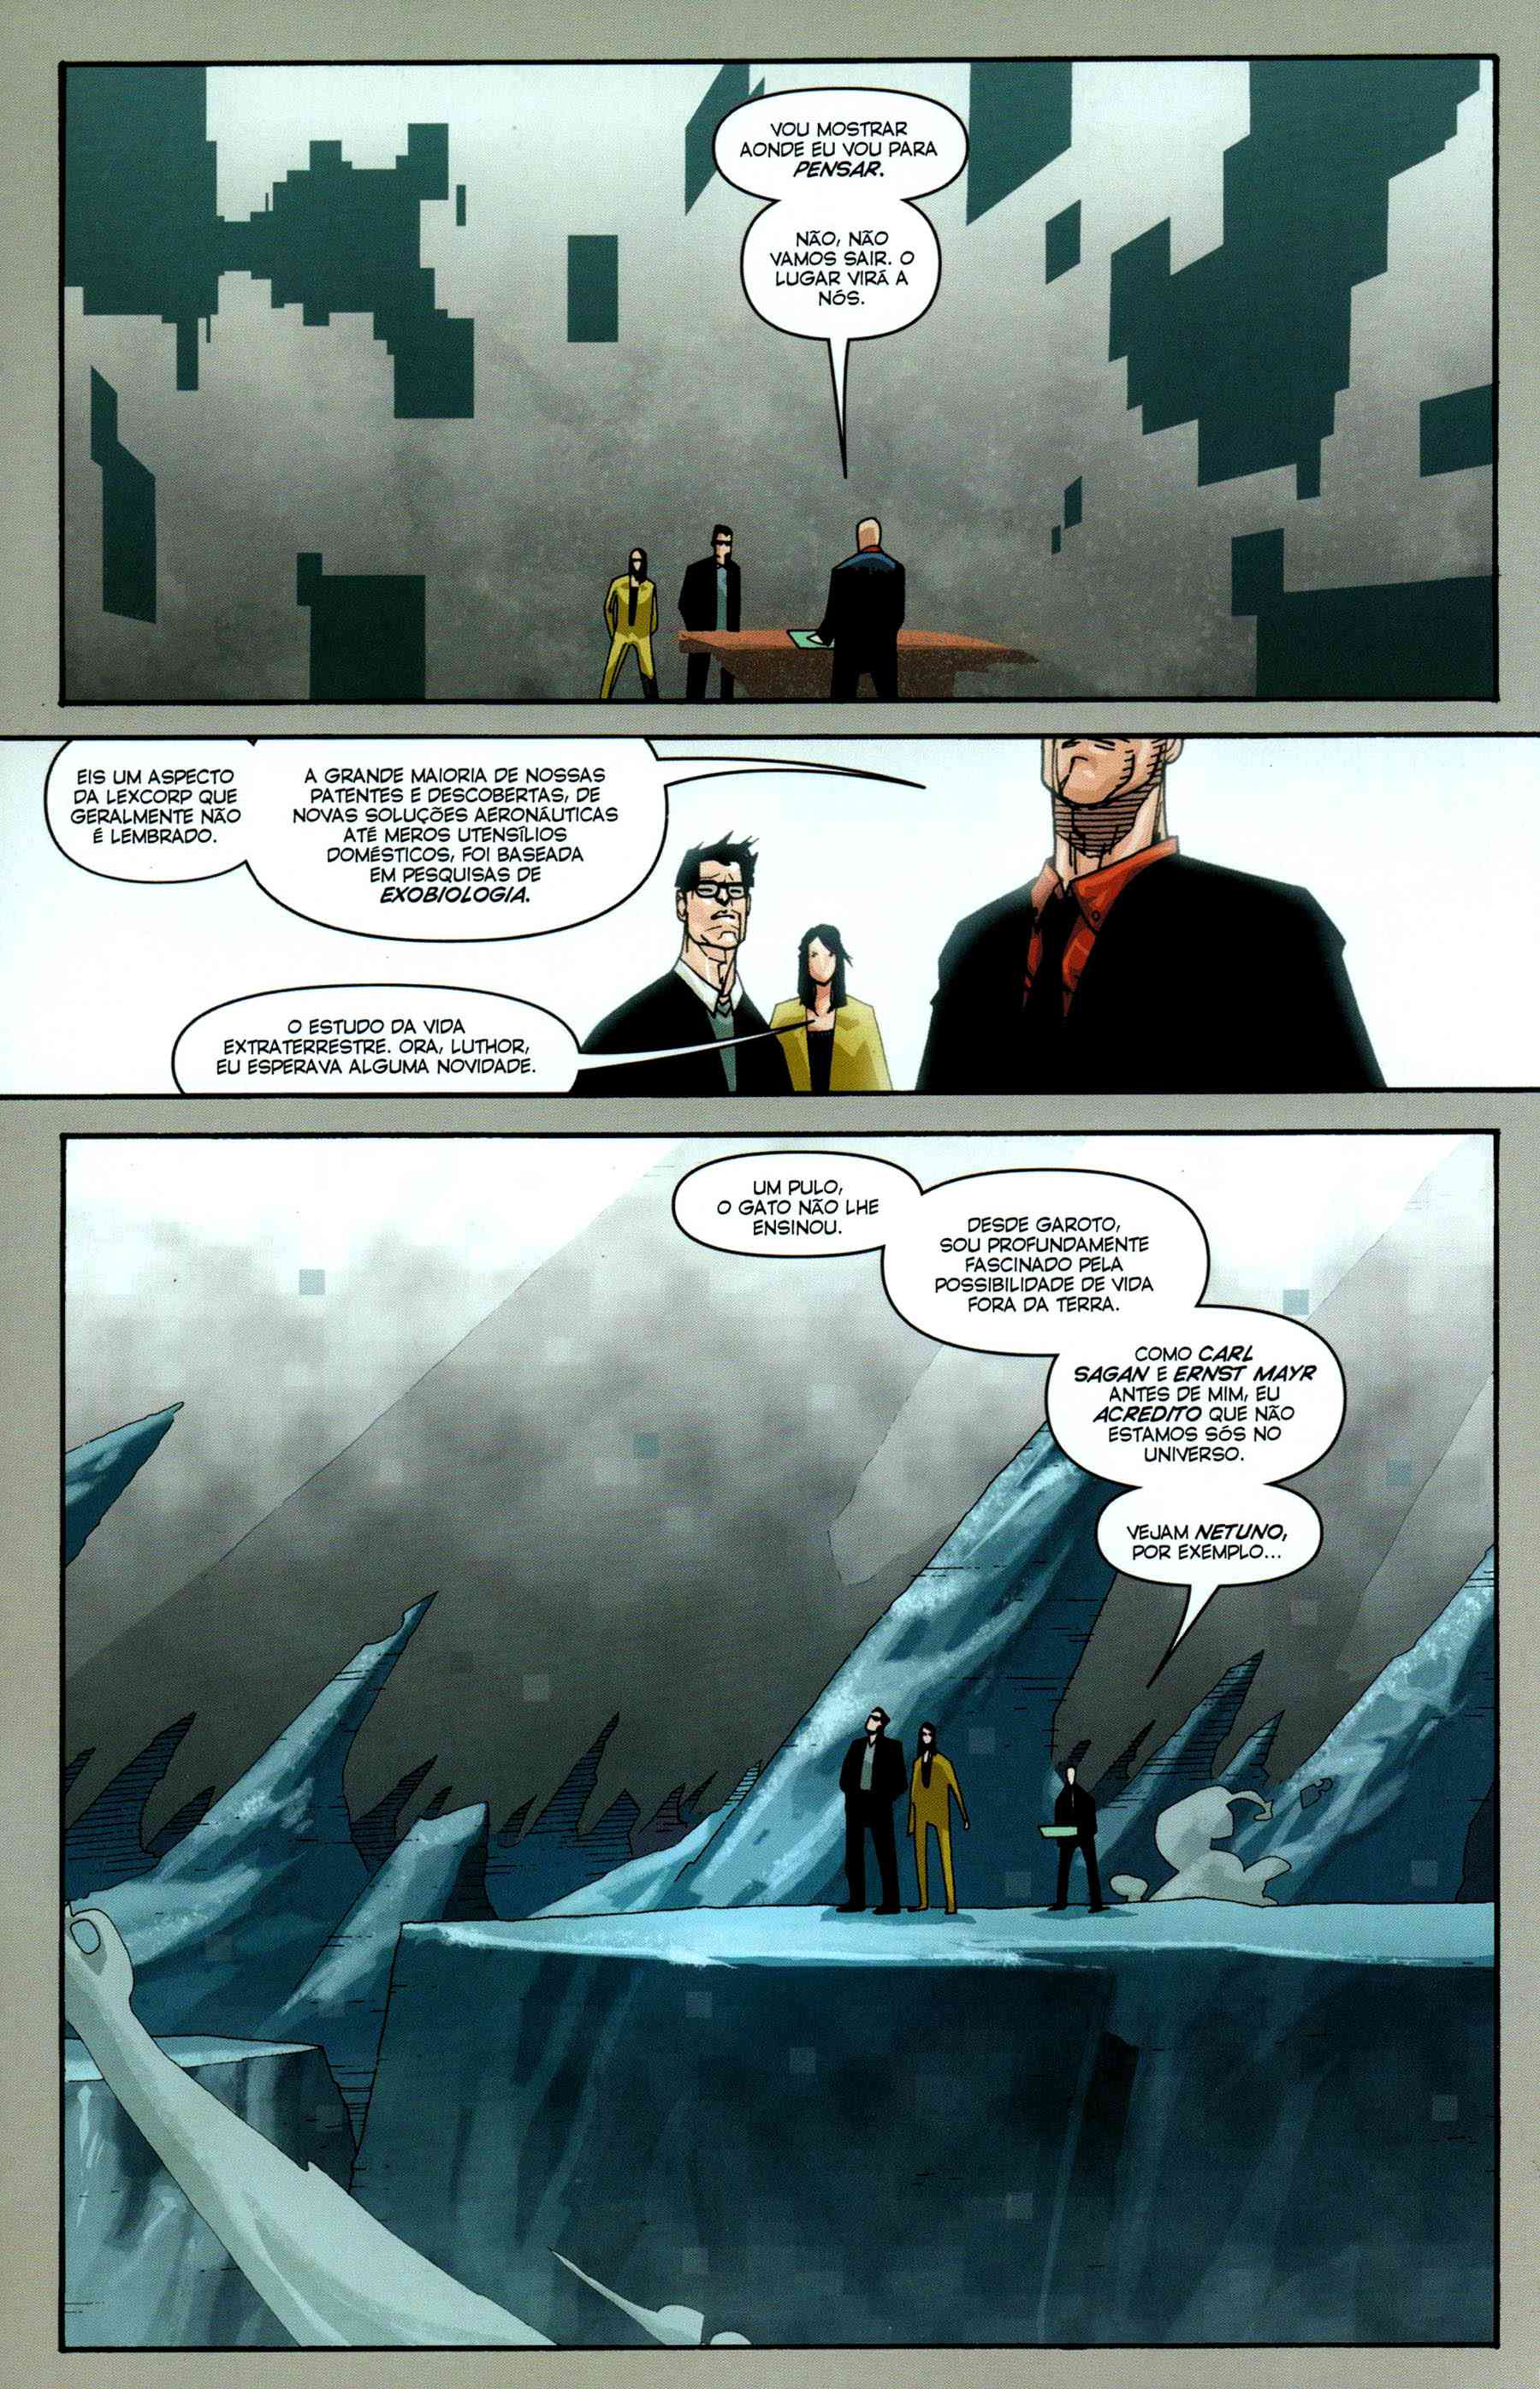 VOU MOSTRAR
AONDE EU VOU PARA
PENSAR.
NÃO, NÃO
VAMOS SAIR. O
LUGAR VIRÁ A
NÓS.
EIS UM ASPECTO
DA LEXCORP QUE
GERALMENTE NÃO
É LEMBRADO.
A GRANDE MAIORIA DE NOSSAS
PATENTES E DESCOBERTAS, DE
NOVAS SOLUÇÕES AERONÁUTICAS
ATÉ MEROS UTENSÍLIOS
DOMÉSTICOS, FOI BASEADA
EM PESQUISAS DE
EXOBIOLOGIA.
O ESTUDO DA VIDA
EXTRATERRESTRE. ORA, LUTHOR,
EU ESPERAVA ALGUMA NOVIDADE.
UM PULO,
O GATO NÃO LHE
ENSINOU.
DESDE GAROTO,
SOU PROFUNDAMENTE
FASCINADO PELA
POSSIBILIDADE DE VIDA
FORA DA TERRA.
COMO CARL
SAGAN E ERNST MAYR
ANTES DE MIM, EU
ACREDITO QUE NÃO
ESTAMOS SÓS NO
UNIVERSO.
VEJAM NETUNO,
POR EXEMPLO...